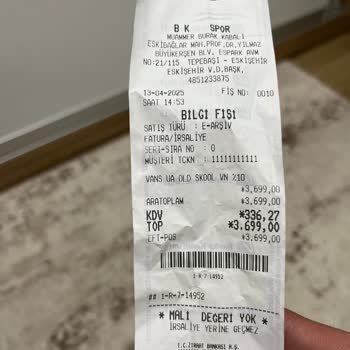 B K SPOR
MUAMMER BURAK KABALI
ESKİBAĞLAR MAH.PROF.DR.YILMAZ
BÜYÜKERŞEN BLV. ESPARK AVM
NO:21/115 TEPEBAŞI - ESKİŞEHİR
ESKİŞEHİR V.D.BAŞK.
4851233875
13-04-2025 FİŞ NO: 0010
SAAT 14:53
BİLGİ FİŞİ
SATIŞ TÜRÜ : E-ARŞİV
FATURA/İRSALİYE
SERİ-SIRA NO : 0
MÜŞTERİ TCKN : 11111111111
VANS UA OLD SKOOL VN %10
*3.699,00
ARATOPLAM *3.699,00
KDV *336,27
TOP *3.699,00
EFT-POS *3.699,00
1-R-7-14952
## 1-R-7-14952
* MALİ DEĞERİ YOK *
İRSALİYE YERİNE GEÇMEZ
T.C.ZİRAAT BANKASI A.Ş.